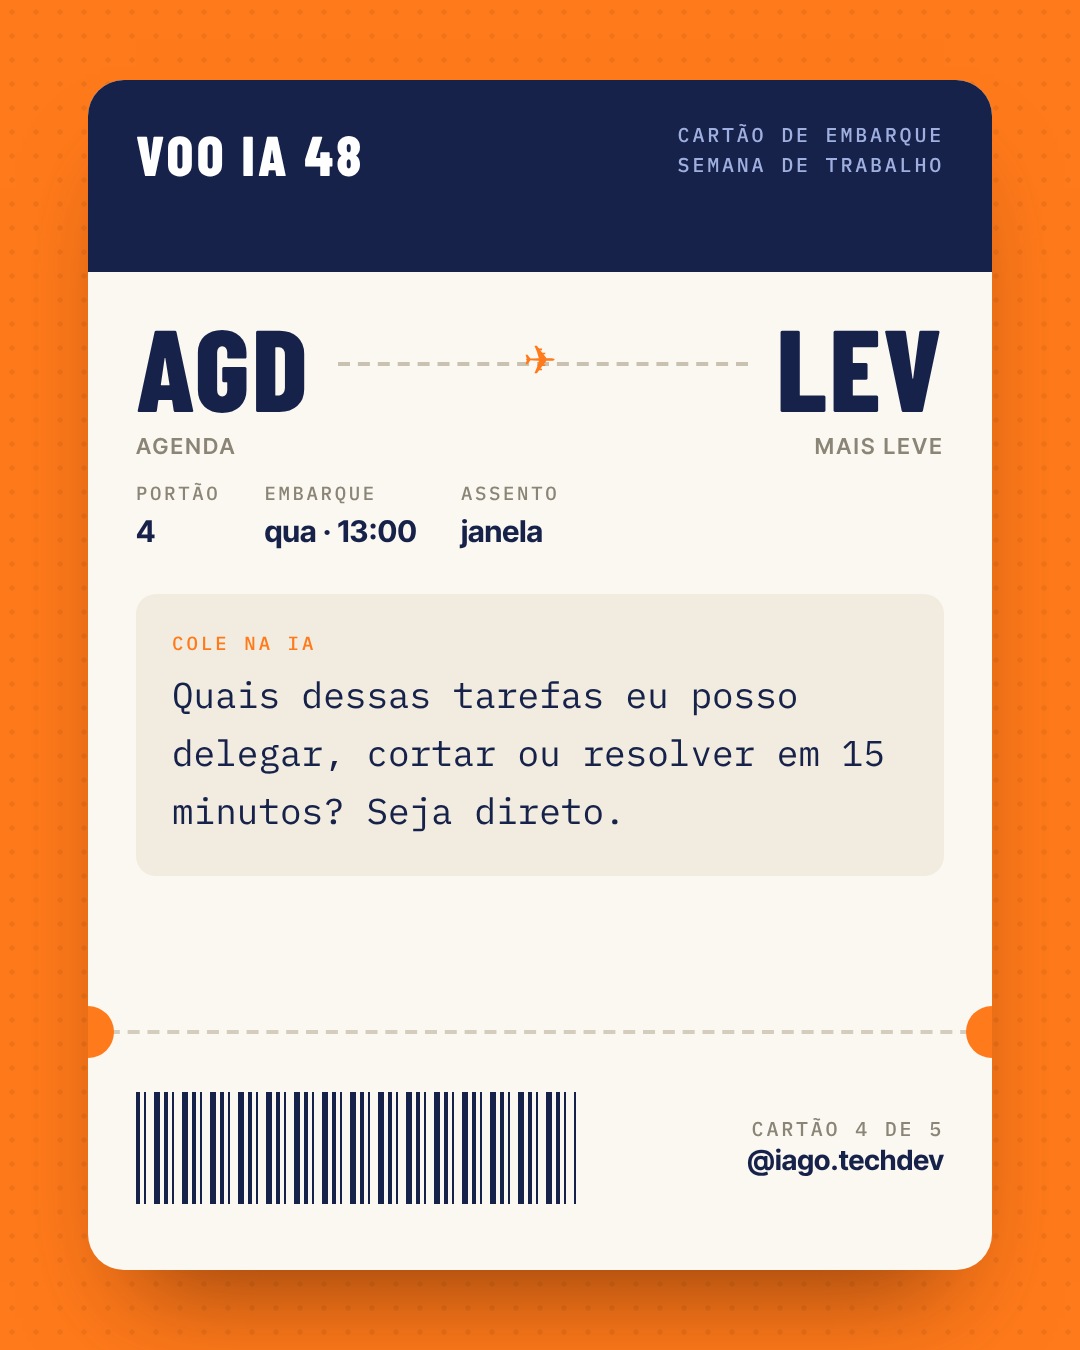 VOO IA 48
CARTÃO DE EMBARQUE
SEMANA DE TRABALHO
AGD
LEV
AGENDA
MAIS LEVE
PORTÃO
EMBARQUE
ASSENTO
4
qua · 13:00
janela
COLE NA IA
Quais dessas tarefas eu posso
delegar, cortar ou resolver em 15
minutos? Seja direto.
CARTÃO 4 DE 5
@iago.techdev